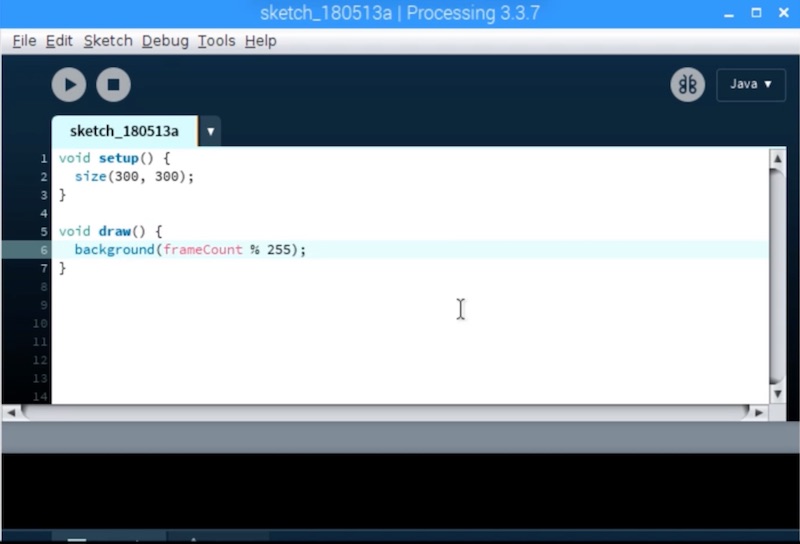 sketch_180513a | Processing 3.3.7
File Edit Sketch Debug Tools Help
Java ▼
sketch_180513a ▼
1 void setup() {
2   size(300, 300);
3 }
4
5 void draw() {
6   background(frameCount % 255);
7 }
8
9
10
11
12
13
14